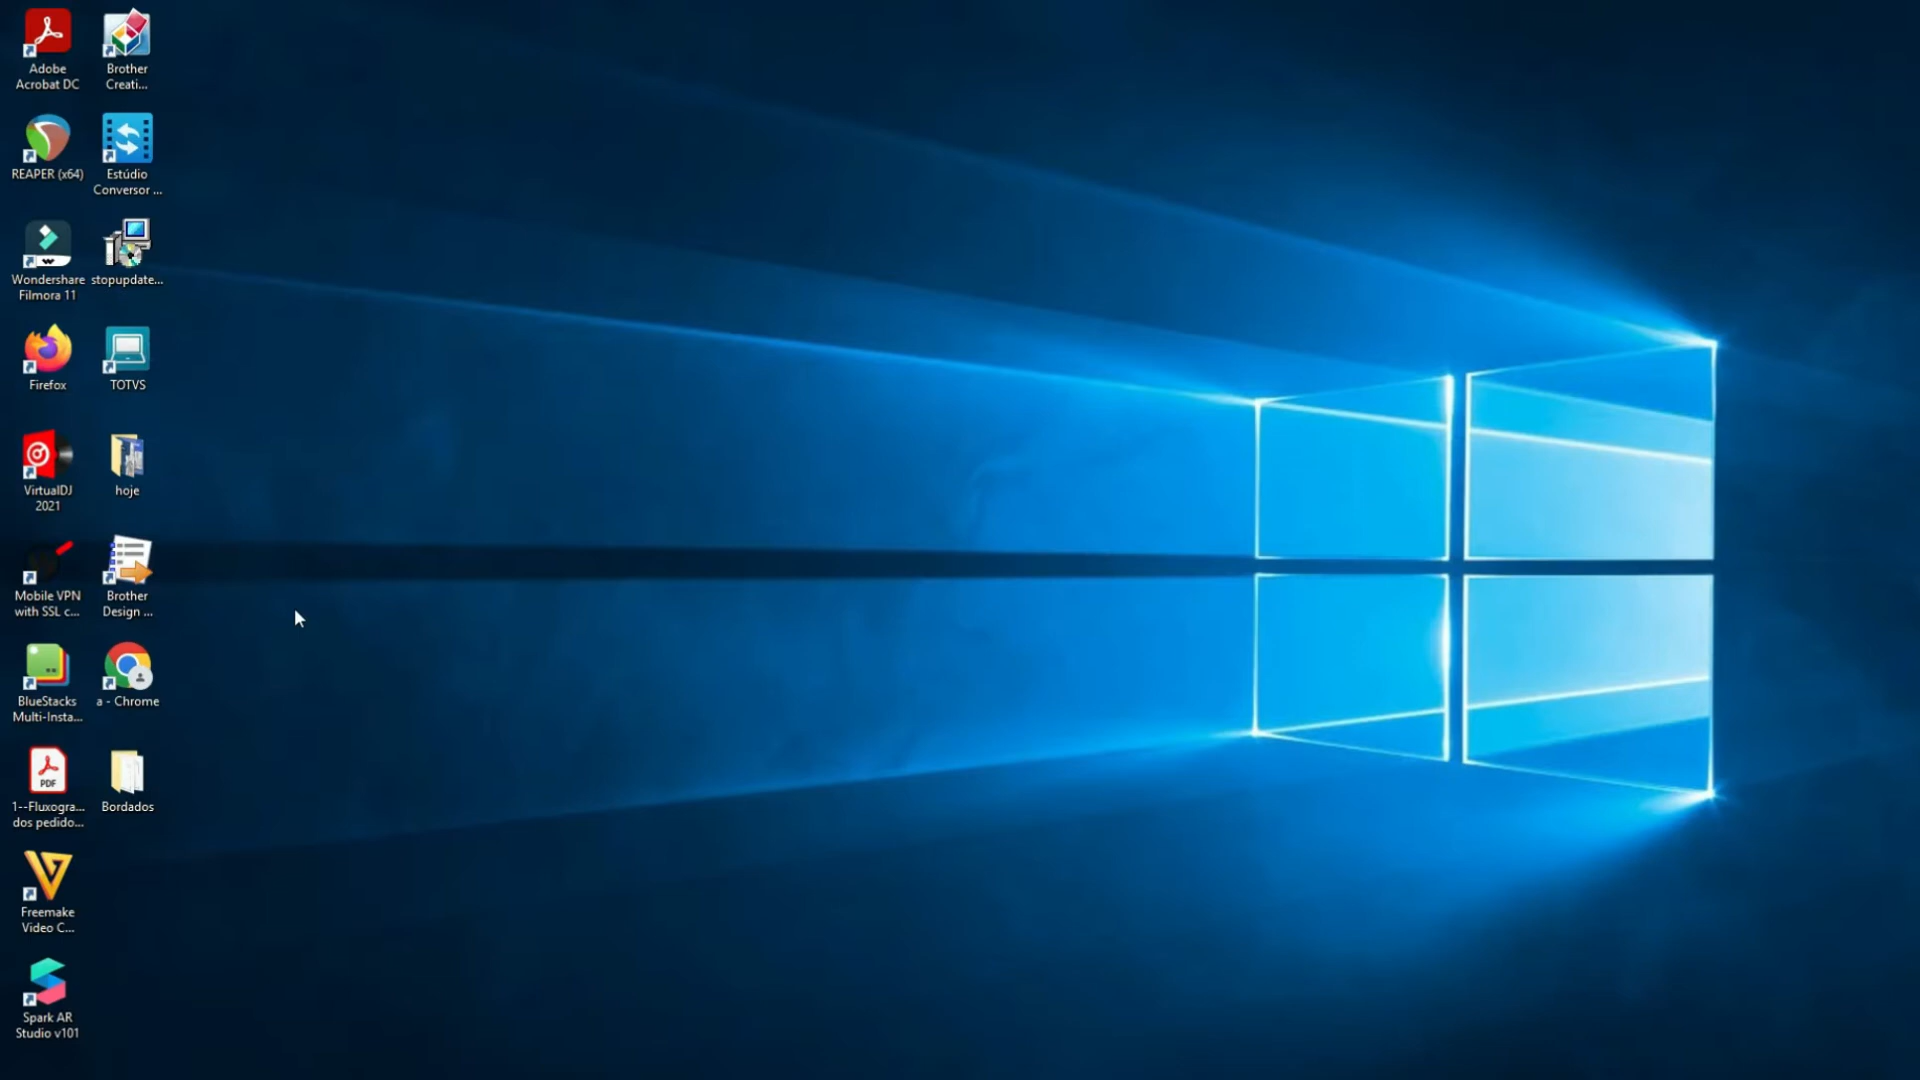 Adobe
Acrobat DC
Brother
Creati...
REAPER (x64)
Estúdio
Conversor ...
Wondershare
Filmora 11
stopupdate...
Firefox
TOTVS
VirtualDJ
2021
hoje
Mobile VPN
with SSL c...
Brother
Design ...
BlueStacks
Multi-Insta...
a - Chrome
PDF
1--Fluxogra...
dos pedido...
Bordados
Freemake
Video C...
Spark AR
Studio v101